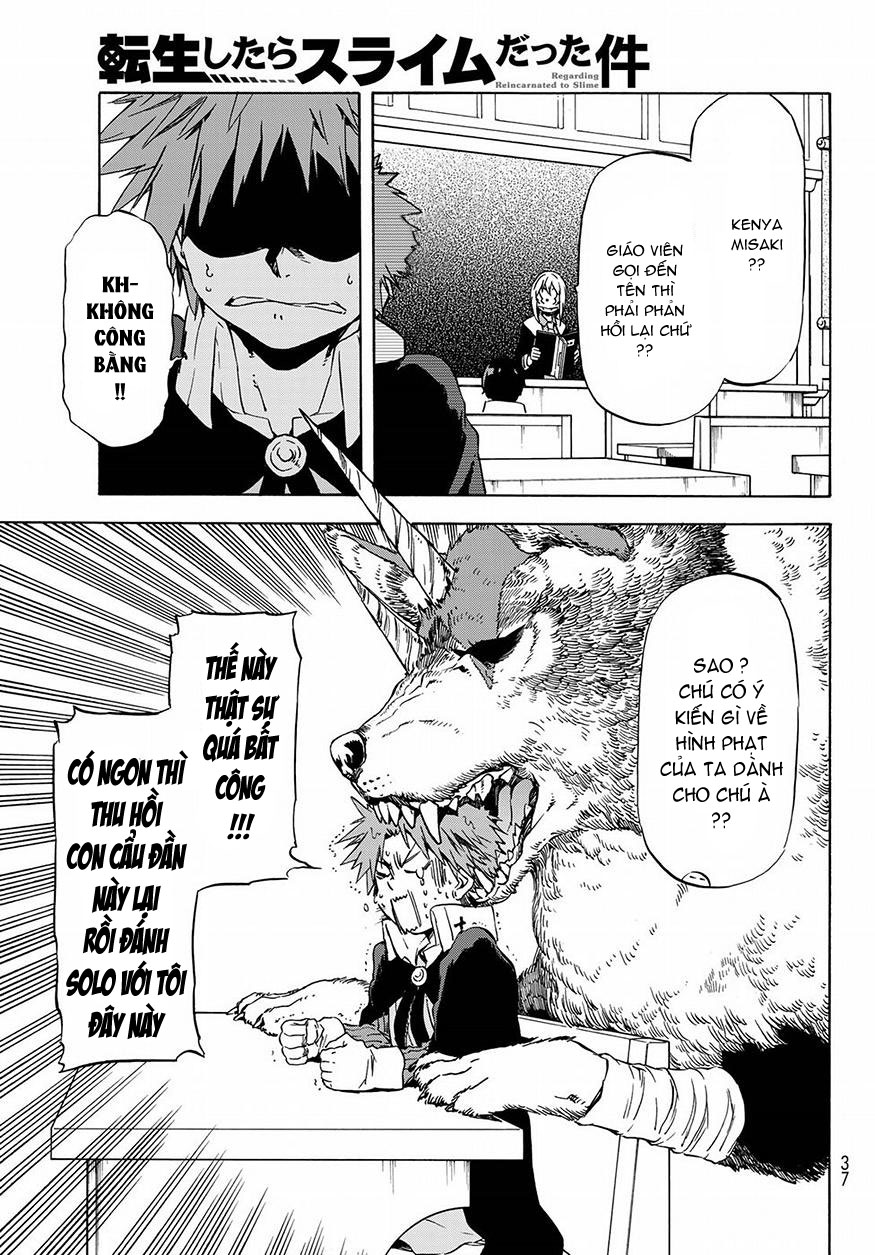 転生したらスライムだった件
Regarding
Reincarnated to Slime
KENYA
MISAKI
??
GIÁO VIÊN
GỌI ĐẾN
TÊN THÌ
PHẢI PHẢN
HỒI LẠI CHỨ
??
KH-
KHÔNG
CÔNG
BẰNG
!!
SAO ?
CHÚ CÓ Ý
KIẾN GÌ VỀ
HÌNH PHẠT
CỦA TA DÀNH
CHO CHÚ À
??
THẾ NÀY
THẬT SỰ
QUÁ BẤT
CÔNG
!!!
CÓ NGON THÌ
THU HỒI
CON CẨU ĐẦN
NÀY LẠI
RỒI ĐÁNH
SOLO VỚI TÔI
ĐÂY NÀY
37